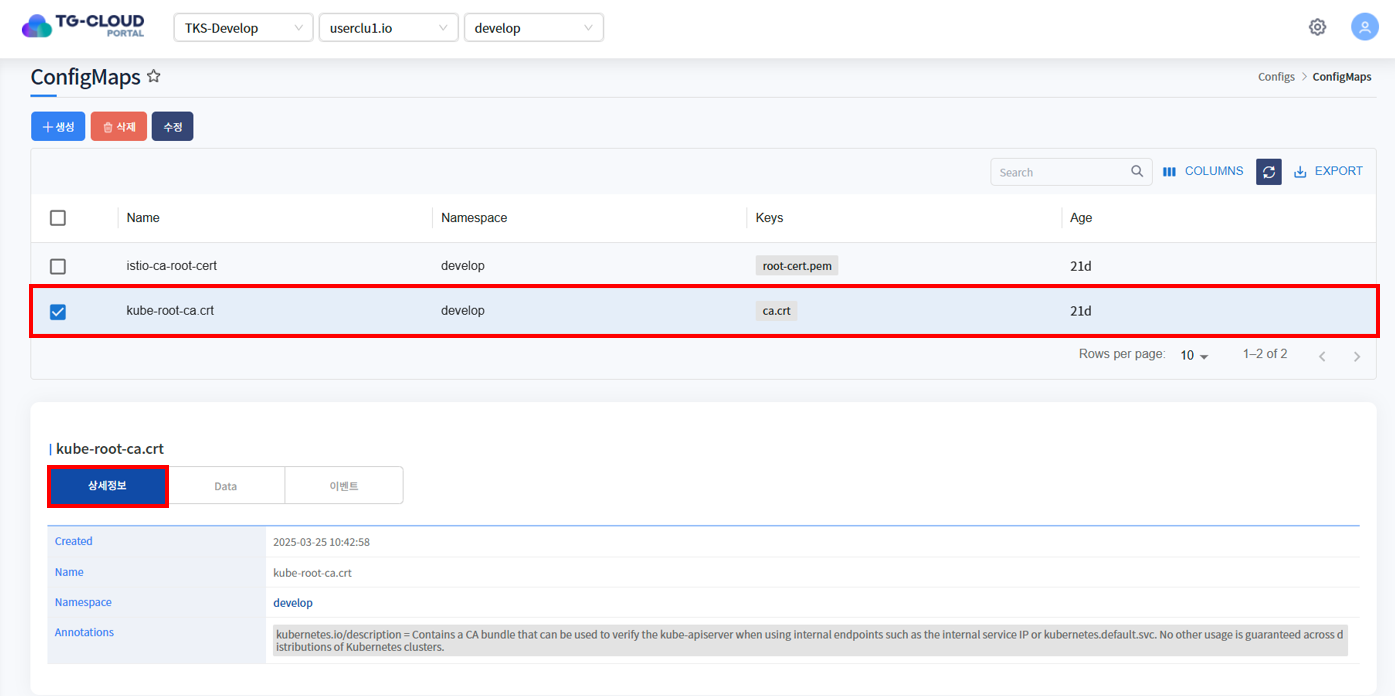 TG-CLOUD
PORTAL
TKS-Develop
userclu1.io
develop
ConfigMaps
Configs > ConfigMaps
생성
삭제
수정
Search
COLUMNS
EXPORT
Name Namespace Keys Age
istio-ca-root-cert develop root-cert.pem 21d
kube-root-ca.crt develop ca.crt 21d
Rows per page: 10 1–2 of 2
kube-root-ca.crt
상세정보 Data 이벤트
Created 2025-03-25 10:42:58
Name kube-root-ca.crt
Namespace develop
Annotations kubernetes.io/description = Contains a CA bundle that can be used to verify the kube-apiserver when using internal endpoints such as the internal service IP or kubernetes.default.svc. No other usage is guaranteed across d
istributions of Kubernetes clusters.